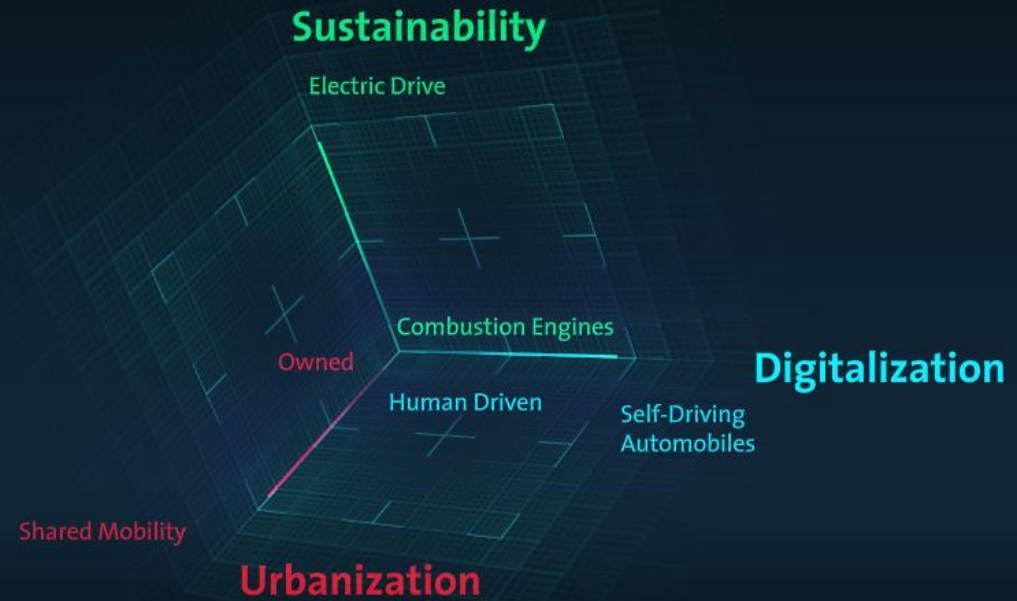 Sustainability
Electric Drive
Combustion Engines
Owned
Digitalization
Human Driven
Self-Driving
Automobiles
Shared Mobility
Urbanization